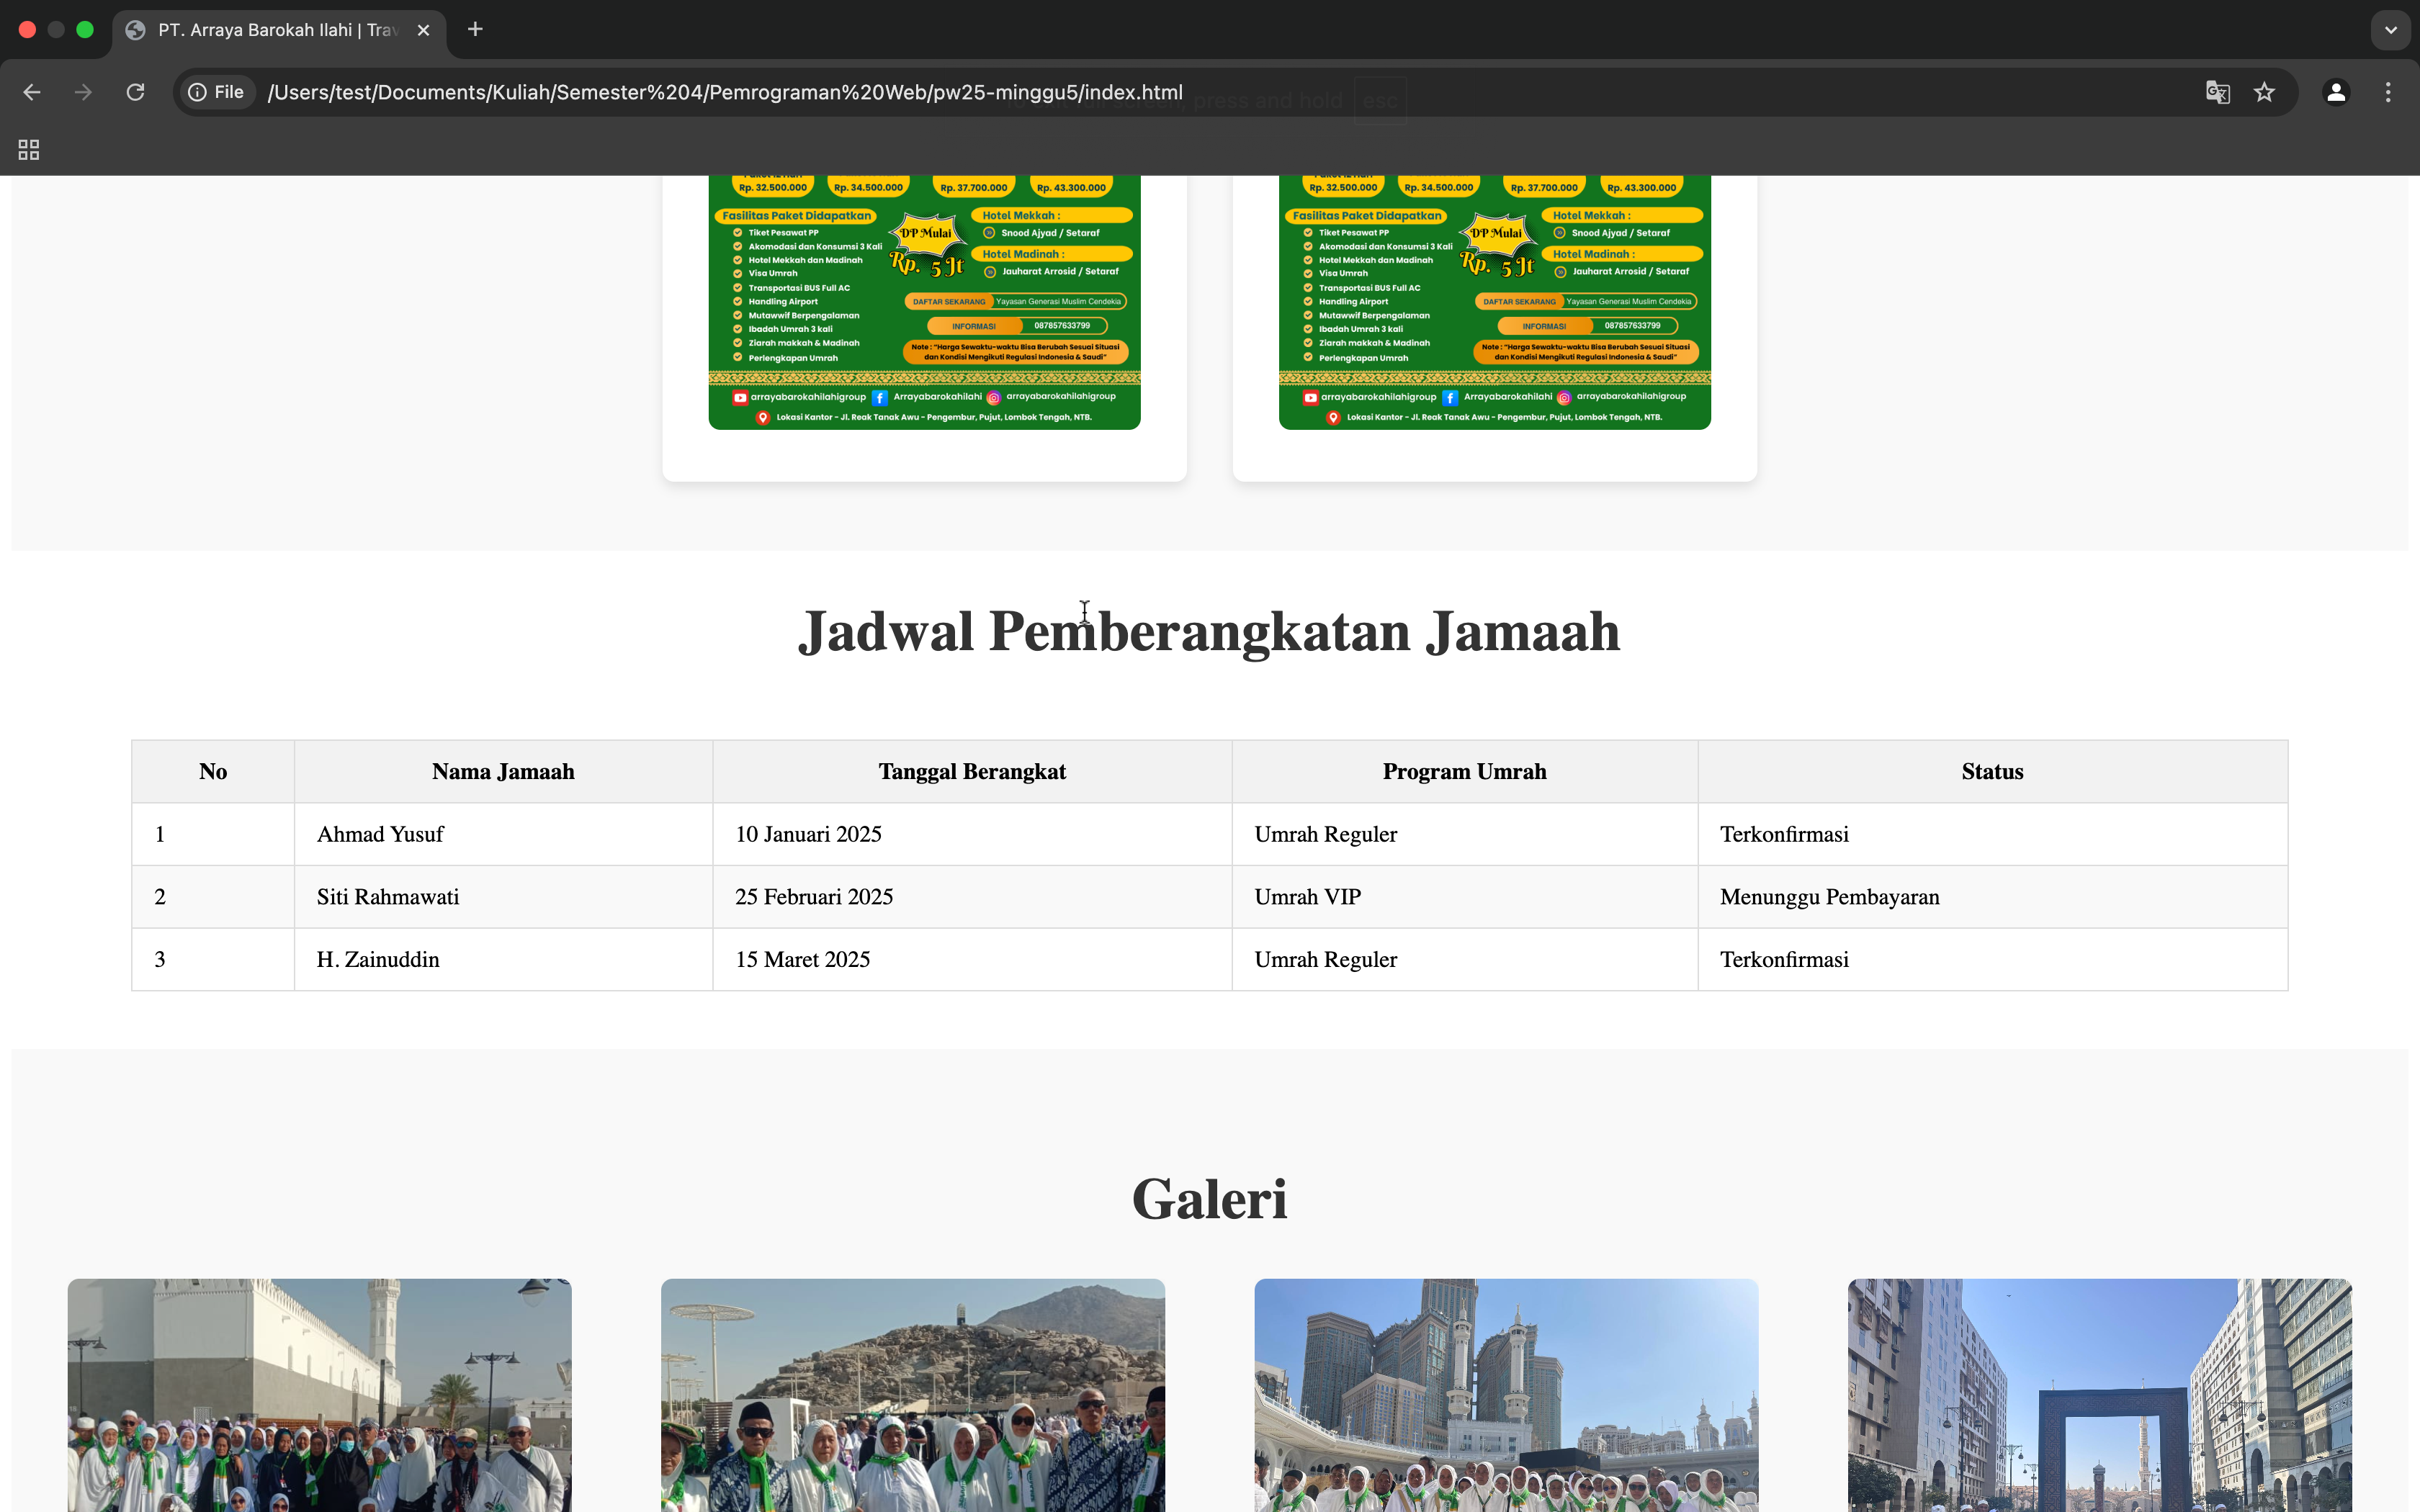 PT. Arraya Barokah Ilahi | Trav
File /Users/test/Documents/Kuliah/Semester%204/Pemrograman%20Web/pw25-minggu5/index.html
screen, press and hold esc
Rp. 32.500.000 Rp. 34.500.000 Rp. 37.700.000 Rp. 43.300.000
Fasilitas Paket Didapatkan
Tiket Pesawat PP
Akomodasi dan Konsumsi 3 Kali
Hotel Mekkah dan Madinah
Visa Umrah
Transportasi BUS Full AC
Handling Airport
Mutawwif Berpengalaman
Ibadah Umrah 3 kali
Ziarah makkah & Madinah
Perlengkapan Umrah
DP Mulai
Rp. 5 Jt
Hotel Mekkah :
Snood Ajyad / Setaraf
Hotel Madinah :
Jauharat Arrosid / Setaraf
DAFTAR SEKARANG Yayasan Generasi Muslim Cendekia
INFORMASI 087857633799
Note : "Harga Sewaktu-waktu Bisa Berubah Sesuai Situasi
dan Kondisi Mengikuti Regulasi Indonesia & Saudi"
arrayabarokahilahigroup Arrayabarokahilahi arrayabarokahilahigroup
Lokasi Kantor - Jl. Reak Tanak Awu - Pengembur, Pujut, Lombok Tengah, NTB.
Rp. 32.500.000 Rp. 34.500.000 Rp. 37.700.000 Rp. 43.300.000
Fasilitas Paket Didapatkan
Tiket Pesawat PP
Akomodasi dan Konsumsi 3 Kali
Hotel Mekkah dan Madinah
Visa Umrah
Transportasi BUS Full AC
Handling Airport
Mutawwif Berpengalaman
Ibadah Umrah 3 kali
Ziarah makkah & Madinah
Perlengkapan Umrah
DP Mulai
Rp. 5 Jt
Hotel Mekkah :
Snood Ajyad / Setaraf
Hotel Madinah :
Jauharat Arrosid / Setaraf
DAFTAR SEKARANG Yayasan Generasi Muslim Cendekia
INFORMASI 087857633799
Note : "Harga Sewaktu-waktu Bisa Berubah Sesuai Situasi
dan Kondisi Mengikuti Regulasi Indonesia & Saudi"
arrayabarokahilahigroup Arrayabarokahilahi arrayabarokahilahigroup
Lokasi Kantor - Jl. Reak Tanak Awu - Pengembur, Pujut, Lombok Tengah, NTB.
Jadwal Pemberangkatan Jamaah
No Nama Jamaah Tanggal Berangkat Program Umrah Status
1 Ahmad Yusuf 10 Januari 2025 Umrah Reguler Terkonfirmasi
2 Siti Rahmawati 25 Februari 2025 Umrah VIP Menunggu Pembayaran
3 H. Zainuddin 15 Maret 2025 Umrah Reguler Terkonfirmasi
Galeri